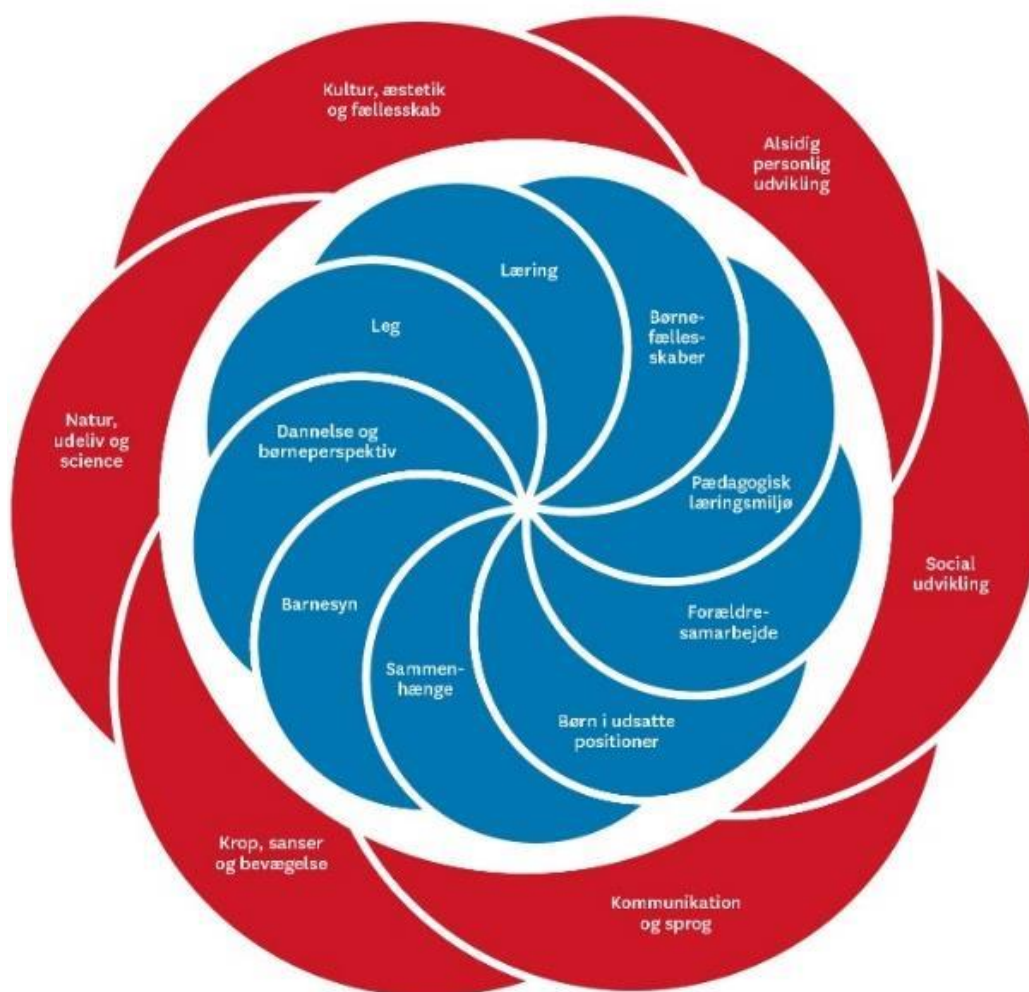 Kultur, æstetik
og fællesskab
Alsidig
personlig
udvikling
Social
udvikling
Kommunikation
og sprog
Krop, sanser
og bevægelse
Natur,
udeliv og
science
Læring
Børne-
fælles-
skaber
Pædagogisk
læringsmiljø
Forældre-
samarbejde
Børn i udsatte
positioner
Sammen-
hænge
Barnesyn
Dannelse og
børneperspektiv
Leg